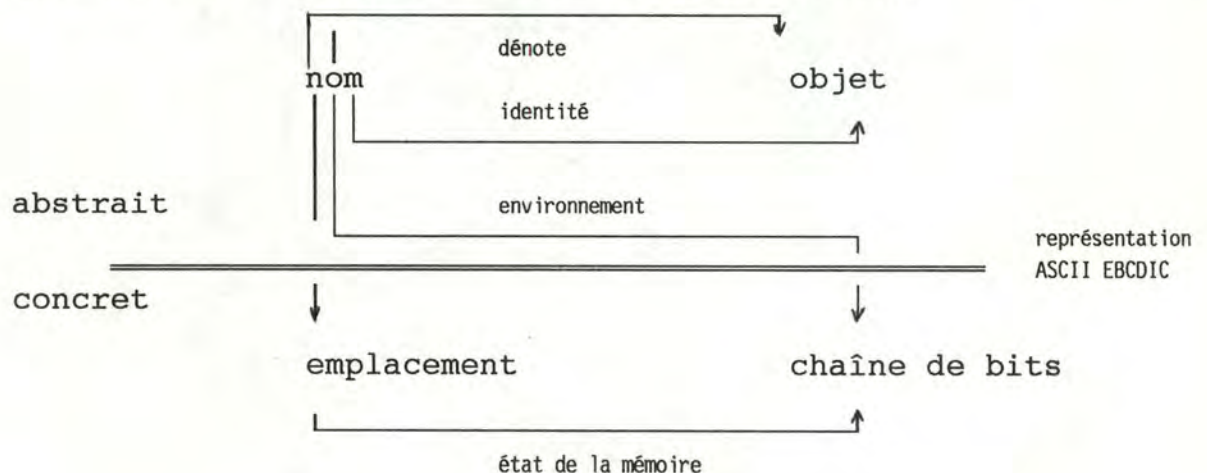 dénote
nom objet
identité
abstrait
environnement
représentation
ASCII EBCDIC
concret
emplacement chaîne de bits
état de la mémoire